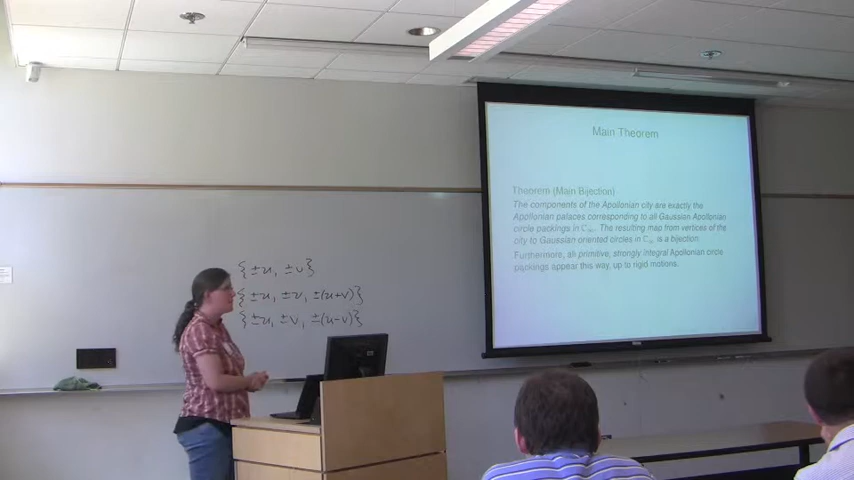 {±u, ±v}
{±u, ±v, ±(u+v)}
{±u, ±v, ±(u-v)}
Main Theorem
Theorem (Main Bijection)
The components of the Apollonian city are exactly the
Apollonian palaces corresponding to all Gaussian Apollonian
circle packings in ℂ∞. The resulting map from vertices of the
city to Gaussian oriented circles in ℂ∞ is a bijection.
Furthermore, all primitive, strongly integral Apollonian circle
packings appear this way, up to rigid motions.